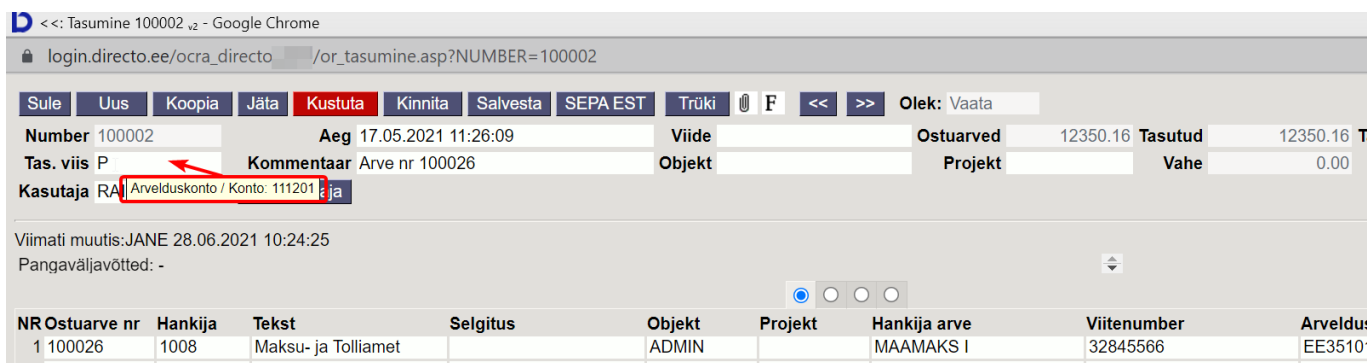 <<: Tasumine 100002 v2 - Google Chrome
login.directo.ee/ocra_directo /or_tasumine.asp?NUMBER=100002
Sule Uus Koopia Jäta Kustuta Kinnita Salvesta SEPA EST Trüki F << >> Olek: Vaata
Number 100002 Aeg 17.05.2021 11:26:09 Viide Ostuarved 12350.16 Tasutud 12350.16
Tas. viis P Kommentaar Arve nr 100026 Objekt Projekt Vahe 0.00
Kasutaja Arvelduskonto / Konto: 111201
Viimati muutis:JANE 28.06.2021 10:24:25
Pangaväljavõtted: -
NR Ostuarve nr Hankija Tekst Selgitus Objekt Projekt Hankija arve Viitenumber
1 100026 1008 Maksu- ja Tolliamet ADMIN MAAMAKS I 32845566